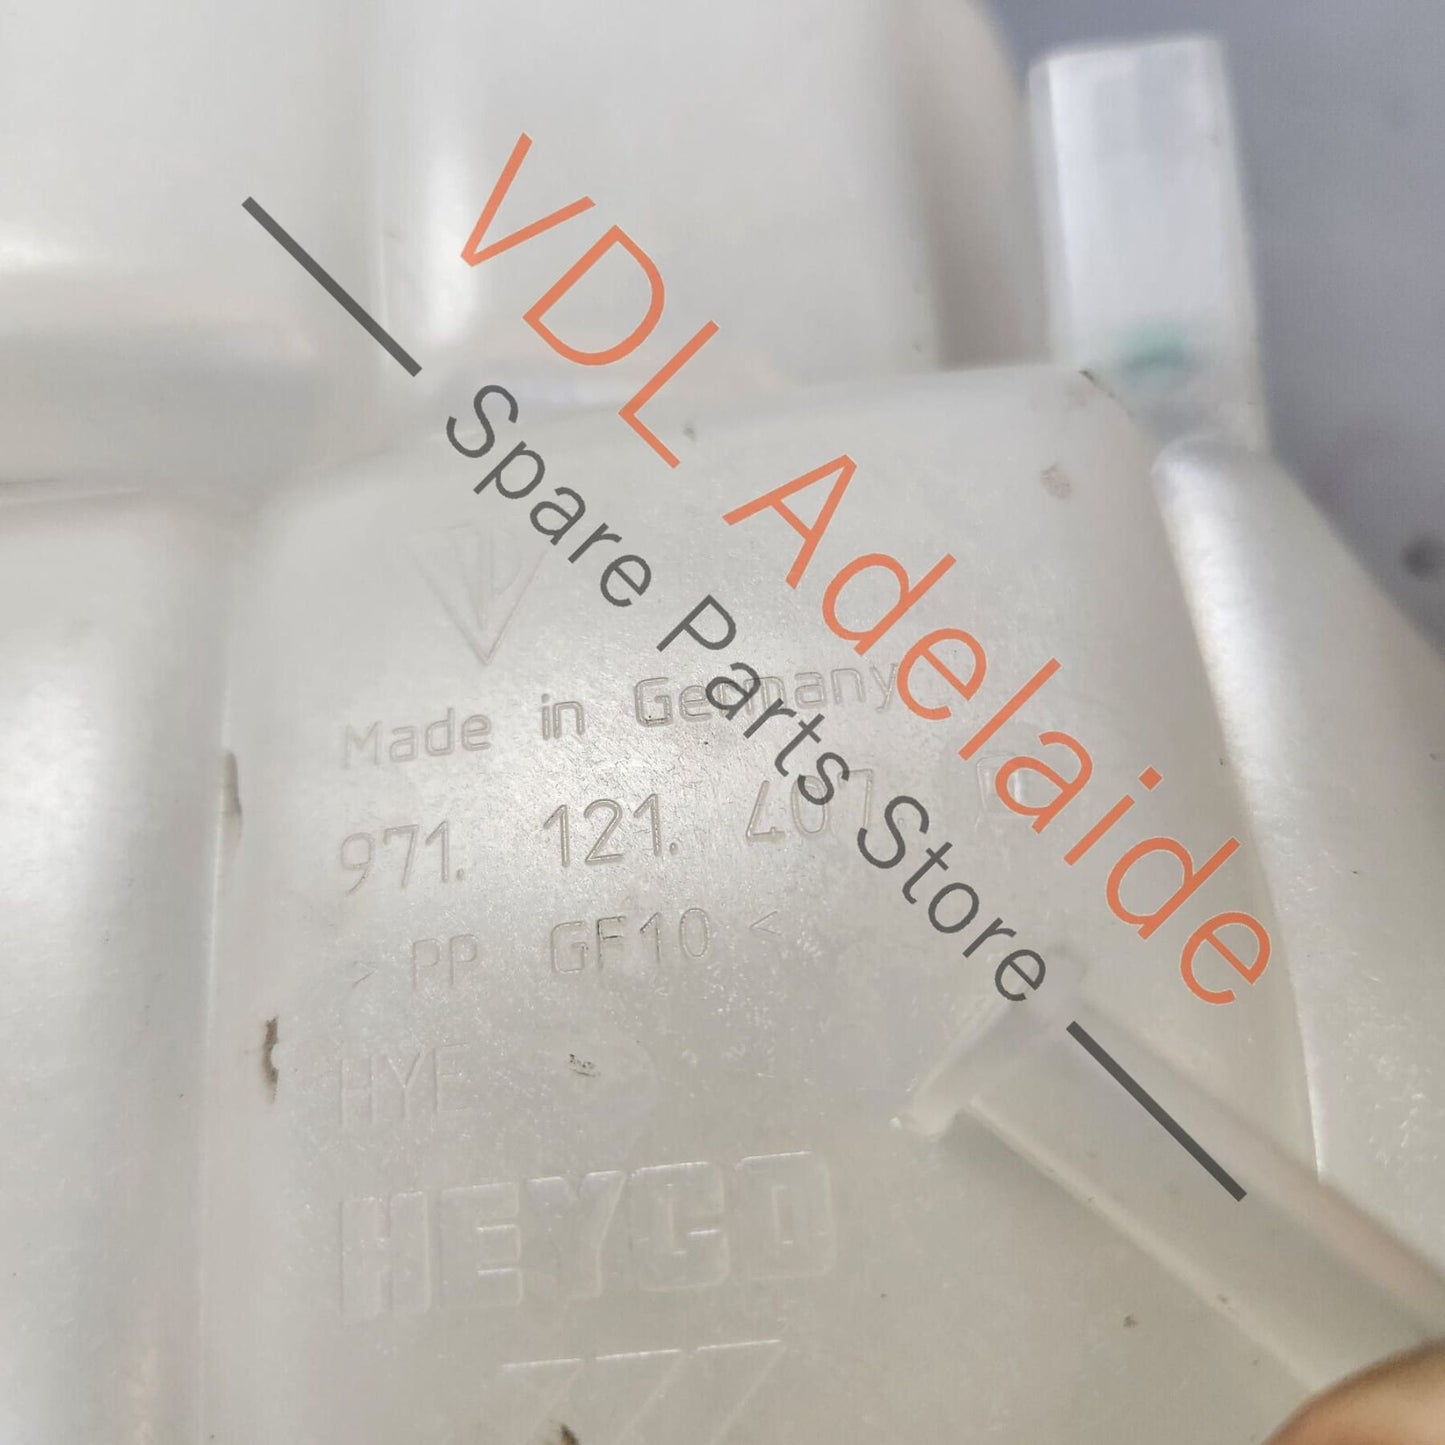 VDL Adelaide
Spare Parts Store
Made in Germany
971. 121. 407
> PP GF10 <
HYE
HEYCO